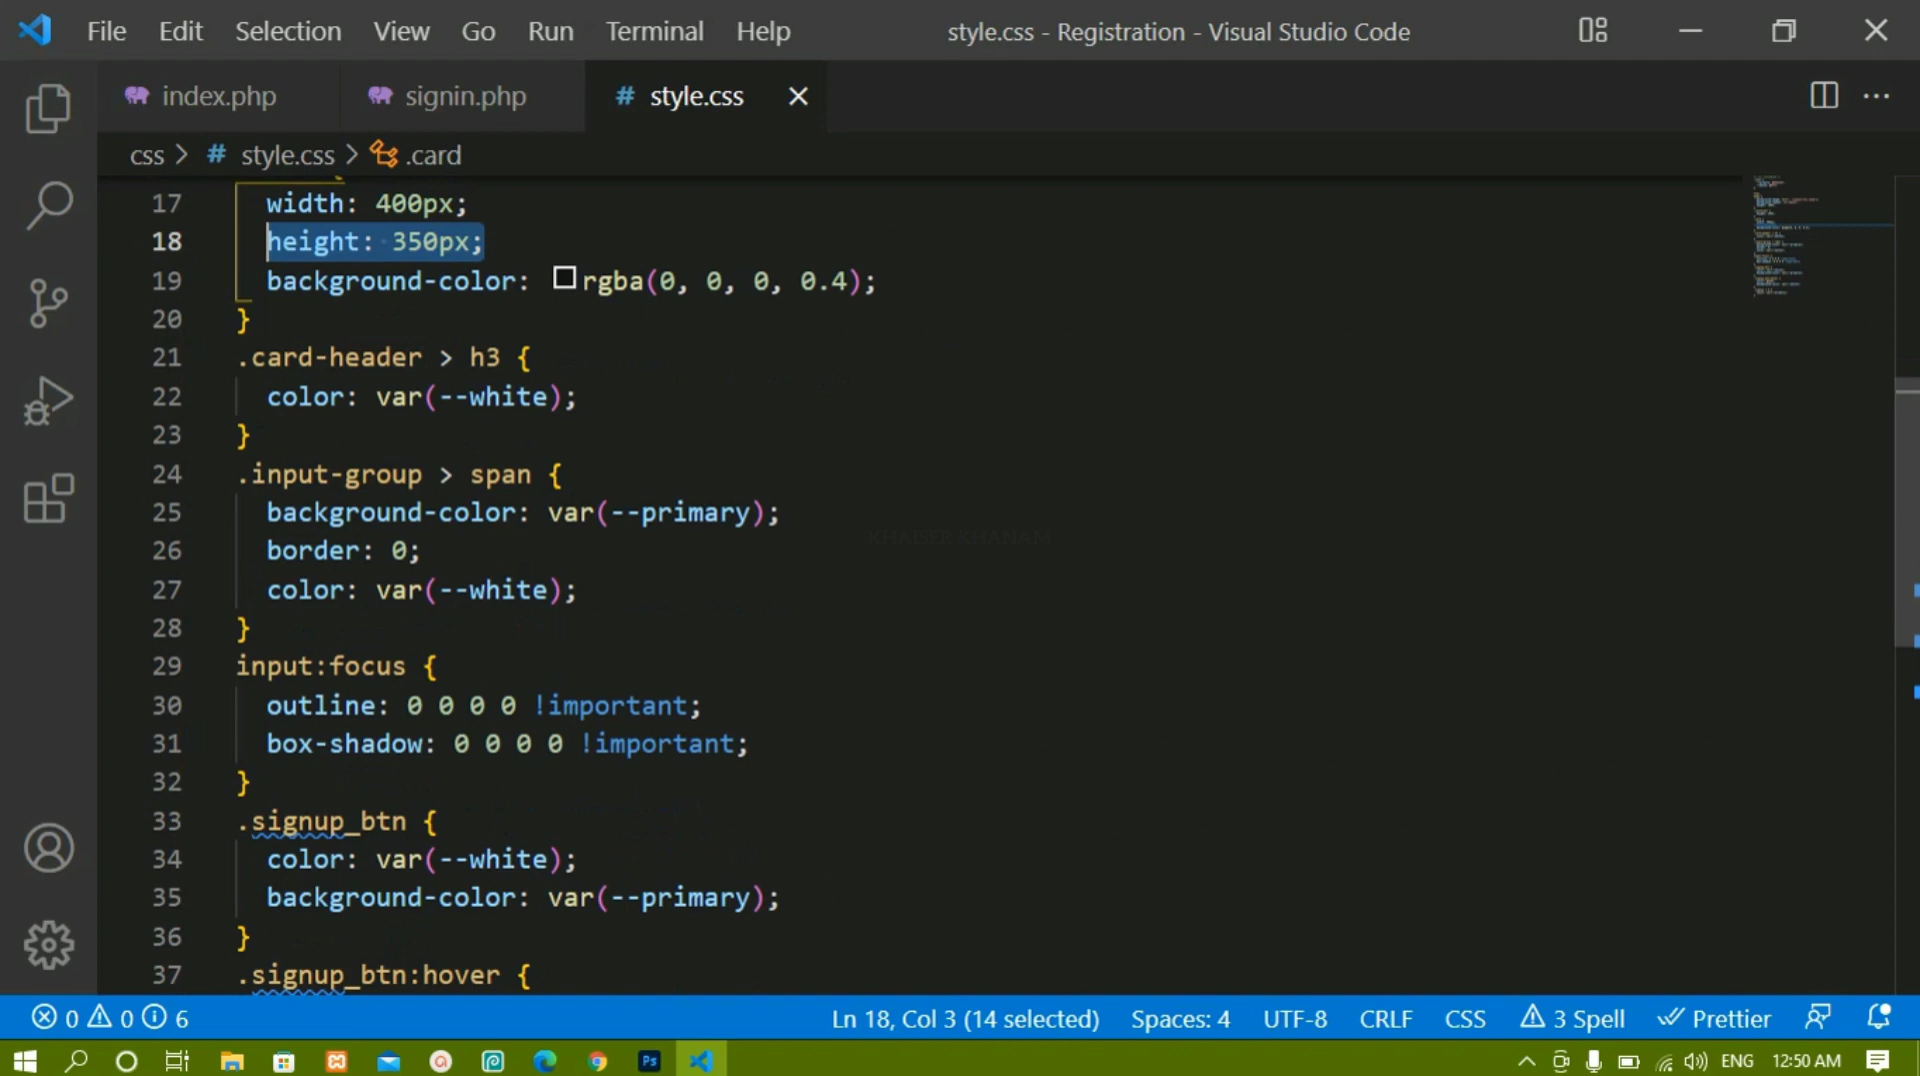 File Edit Selection View Go Run Terminal Help
style.css - Registration - Visual Studio Code
index.php
signin.php
# style.css
css > # style.css > .card
17 width: 400px;
18 height: 350px;
19 background-color: rgba(0, 0, 0, 0.4);
20 }
21 .card-header > h3 {
22 color: var(--white);
23 }
24 .input-group > span {
25 background-color: var(--primary);
26 border: 0;
27 color: var(--white);
28 }
29 input:focus {
30 outline: 0 0 0 0 !important;
31 box-shadow: 0 0 0 0 !important;
32 }
33 .signup_btn {
34 color: var(--white);
35 background-color: var(--primary);
36 }
37 .signup_btn:hover {
KHAISER KHANAM
0 0 6
Ln 18, Col 3 (14 selected) Spaces: 4 UTF-8 CRLF CSS 3 Spell Prettier
Ps
ENG 12:50 AM